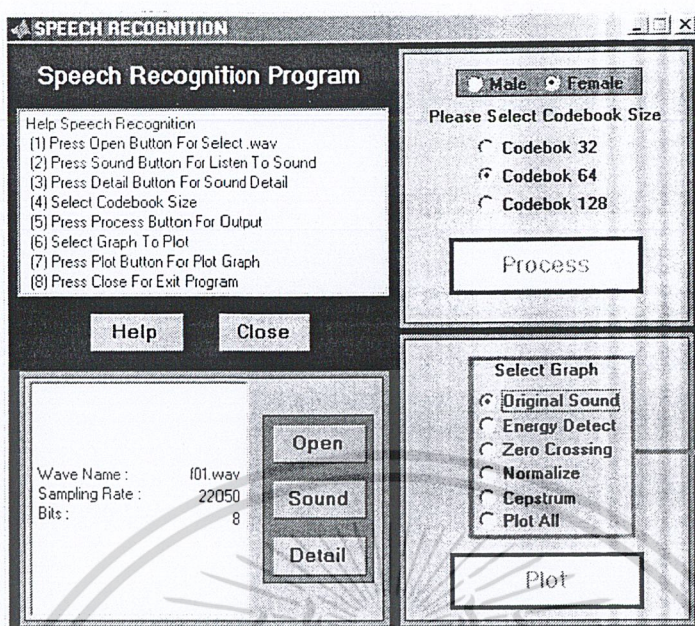 SPEECH RECOGNITION
Speech Recognition Program
Help Speech Recognition
(1) Press Open Button For Select .wav
(2) Press Sound Button For Listen To Sound
(3) Press Detail Button For Sound Detail
(4) Select Codebook Size
(5) Press Process Button For Output
(6) Select Graph To Plot
(7) Press Plot Button For Plot Graph
(8) Press Close For Exit Program
Help Close
Wave Name : f01.wav
Sampling Rate : 22050
Bits : 8
Open
Sound
Detail
Male Female
Please Select Codebook Size
Codebok 32
Codebok 64
Codebok 128
Process
Select Graph
Original Sound
Energy Detect
Zero Crossing
Normalize
Cepstrum
Plot All
Plot